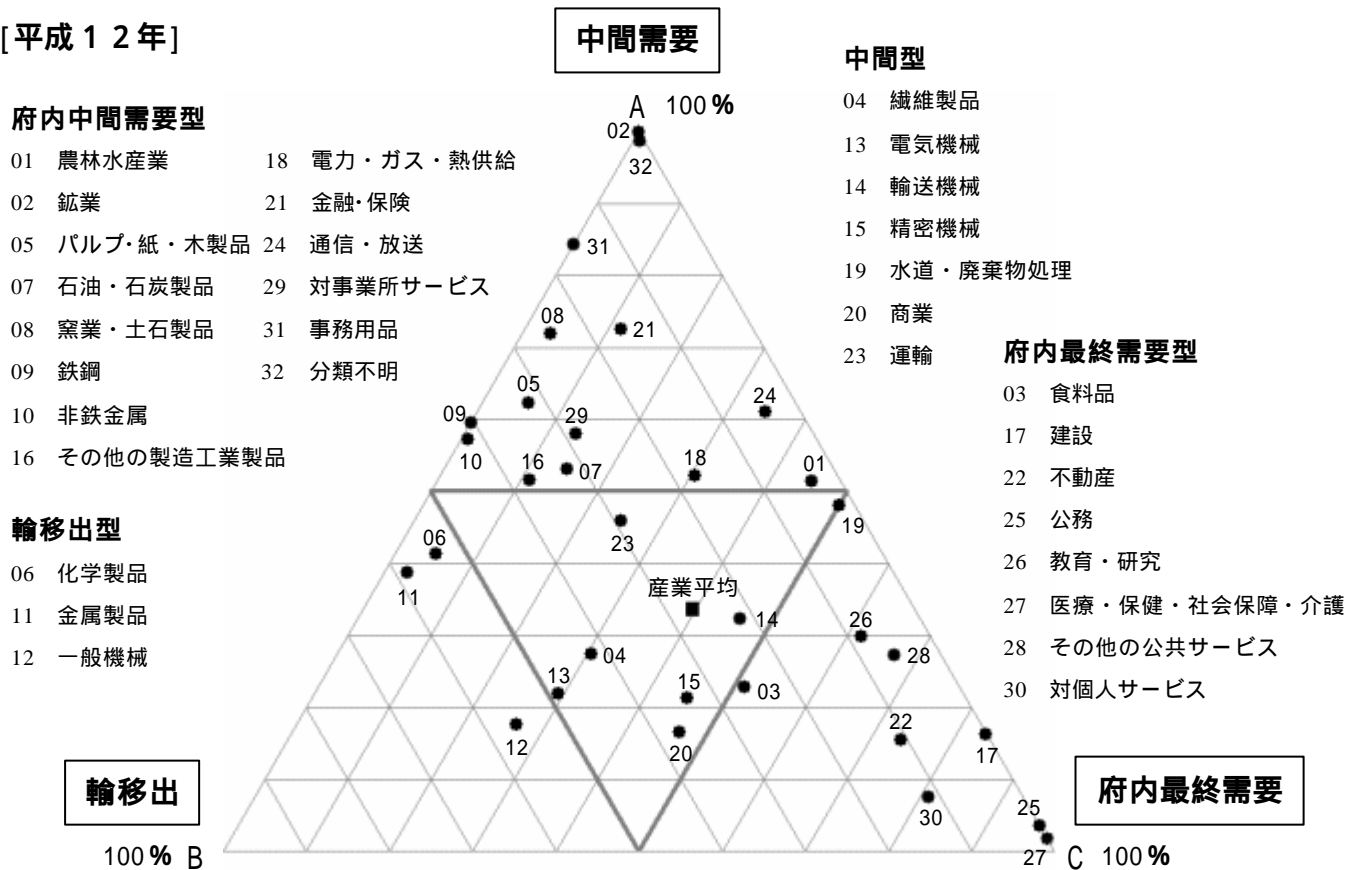 [平成１２年]
中間需要
府内中間需要型
01 農林水産業 18 電力・ガス・熱供給
02 鉱業 21 金融・保険
05 パルプ・紙・木製品 24 通信・放送
07 石油・石炭製品 29 対事業所サービス
08 窯業・土石製品 31 事務用品
09 鉄鋼 32 分類不明
10 非鉄金属
16 その他の製造工業製品
輸移出型
06 化学製品
11 金属製品
12 一般機械
中間型
04 繊維製品
13 電気機械
14 輸送機械
15 精密機械
19 水道・廃棄物処理
20 商業
23 運輸
府内最終需要型
03 食料品
17 建設
22 不動産
25 公務
26 教育・研究
27 医療・保健・社会保障・介護
28 その他の公共サービス
30 対個人サービス
A 100％
02
32
31
08
21
05
24
09
29
10
16
07
18
01
19
23
06
11
産業平均
14
26
28
04
13
15
03
12
20
22
17
30
25
27
輸移出
100％ B
府内最終需要
C 100％